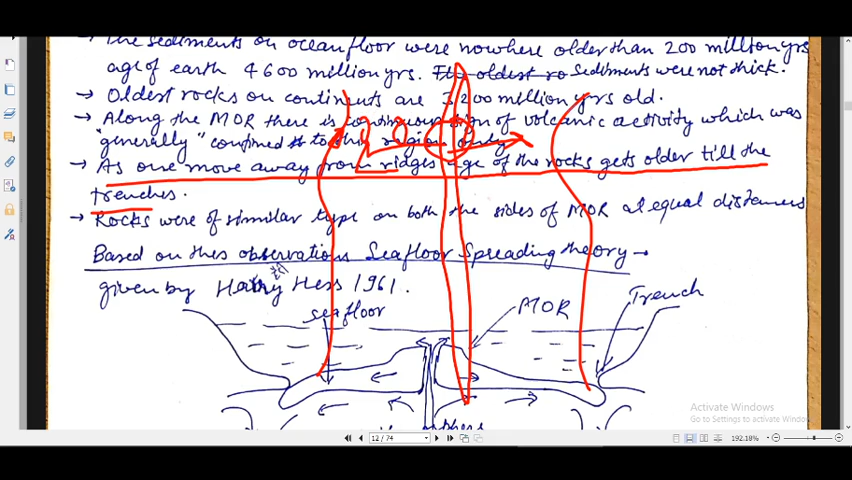 → The sediments on ocean floor were nowhere older than 200 million yrs
age of earth 4600 million yrs. The oldest ro Sediments were not thick.
→ Oldest rocks on continents are 3200 million yrs old.
→ Along the MOR there is continuous sign of volcanic activity which was
"generally" confined to this region only
→ As one move away from ridges age of the rocks gets older till the
trenches.
→ Rocks were of similar type on both the sides of MOR at equal distances
Based on thes observations Seafloor Spreading theory →
given by Harry Hess 1961.
seafloor
MOR
Trench
Activate Windows
Go to Settings to activate Windows.
12 / 74
192.18%